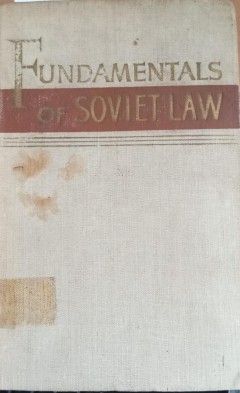 FUNDAMENTALS
OF SOVIET LAW